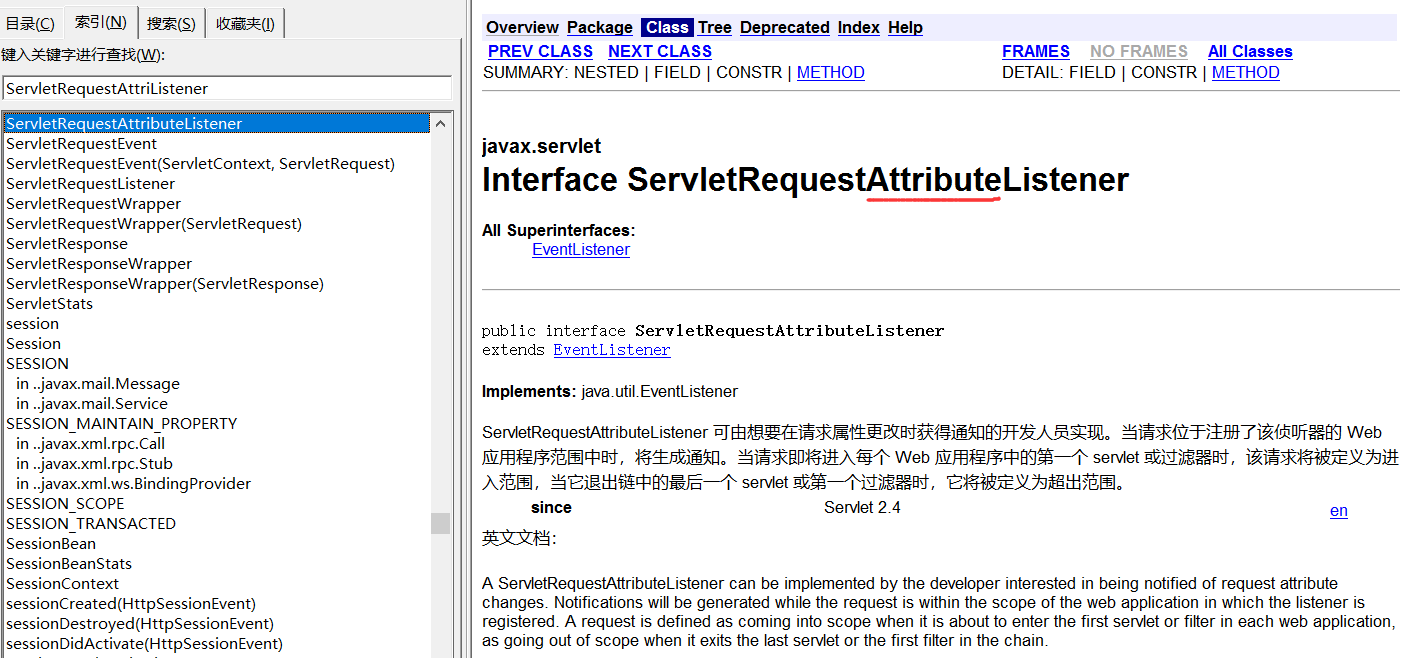 目录(C) 索引(N) 搜索(S) 收藏夹(I)
键入关键字进行查找(W):
ServletRequestAttriListener
ServletRequestAttributeListener
ServletRequestEvent
ServletRequestEvent(ServletContext, ServletRequest)
ServletRequestListener
ServletRequestWrapper
ServletRequestWrapper(ServletRequest)
ServletResponse
ServletResponseWrapper
ServletResponseWrapper(ServletResponse)
ServletStats
session
Session
SESSION
in ..javax.mail.Message
in ..javax.mail.Service
SESSION_MAINTAIN_PROPERTY
in ..javax.xml.rpc.Call
in ..javax.xml.rpc.Stub
in ..javax.xml.ws.BindingProvider
SESSION_SCOPE
SESSION_TRANSACTED
SessionBean
SessionBeanStats
SessionContext
sessionCreated(HttpSessionEvent)
sessionDestroyed(HttpSessionEvent)
sessionDidActivate(HttpSessionEvent)
Overview Package Class Tree Deprecated Index Help
PREV CLASS NEXT CLASS FRAMES NO FRAMES All Classes
SUMMARY: NESTED | FIELD | CONSTR | METHOD DETAIL: FIELD | CONSTR | METHOD
javax.servlet
Interface ServletRequestAttributeListener
All Superinterfaces:
EventListener
public interface ServletRequestAttributeListener
extends EventListener
Implements: java.util.EventListener
ServletRequestAttributeListener 可由想要在请求属性更改时获得通知的开发人员实现。当请求位于注册了该侦听器的 Web
应用程序范围中时，将生成通知。当请求即将进入每个 Web 应用程序中的第一个 servlet 或过滤器时，该请求将被定义为进
入范围，当它退出链中的最后一个 servlet 或第一个过滤器时，它将被定义为超出范围。
since Servlet 2.4 en
英文文档：
A ServletRequestAttributeListener can be implemented by the developer interested in being notified of request attribute
changes. Notifications will be generated while the request is within the scope of the web application in which the listener is
registered. A request is defined as coming into scope when it is about to enter the first servlet or filter in each web application,
as going out of scope when it exits the last servlet or the first filter in the chain.